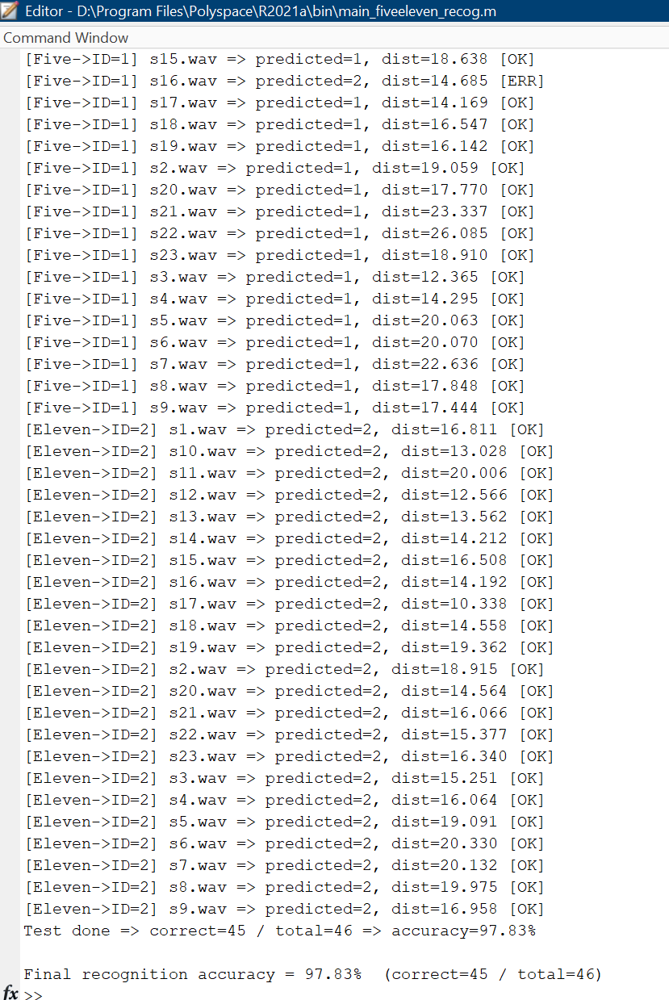 Editor - D:\Program Files\Polyspace\R2021a\bin\main_fiveeleven_recog.m
Command Window
[Five->ID=1] s15.wav => predicted=1, dist=18.638 [OK]
[Five->ID=1] s16.wav => predicted=2, dist=14.685 [ERR]
[Five->ID=1] s17.wav => predicted=1, dist=14.169 [OK]
[Five->ID=1] s18.wav => predicted=1, dist=16.547 [OK]
[Five->ID=1] s19.wav => predicted=1, dist=16.142 [OK]
[Five->ID=1] s2.wav => predicted=1, dist=19.059 [OK]
[Five->ID=1] s20.wav => predicted=1, dist=17.770 [OK]
[Five->ID=1] s21.wav => predicted=1, dist=23.337 [OK]
[Five->ID=1] s22.wav => predicted=1, dist=26.085 [OK]
[Five->ID=1] s23.wav => predicted=1, dist=18.910 [OK]
[Five->ID=1] s3.wav => predicted=1, dist=12.365 [OK]
[Five->ID=1] s4.wav => predicted=1, dist=14.295 [OK]
[Five->ID=1] s5.wav => predicted=1, dist=20.063 [OK]
[Five->ID=1] s6.wav => predicted=1, dist=20.070 [OK]
[Five->ID=1] s7.wav => predicted=1, dist=22.636 [OK]
[Five->ID=1] s8.wav => predicted=1, dist=17.848 [OK]
[Five->ID=1] s9.wav => predicted=1, dist=17.444 [OK]
[Eleven->ID=2] s1.wav => predicted=2, dist=16.811 [OK]
[Eleven->ID=2] s10.wav => predicted=2, dist=13.028 [OK]
[Eleven->ID=2] s11.wav => predicted=2, dist=20.006 [OK]
[Eleven->ID=2] s12.wav => predicted=2, dist=12.566 [OK]
[Eleven->ID=2] s13.wav => predicted=2, dist=13.562 [OK]
[Eleven->ID=2] s14.wav => predicted=2, dist=14.212 [OK]
[Eleven->ID=2] s15.wav => predicted=2, dist=16.508 [OK]
[Eleven->ID=2] s16.wav => predicted=2, dist=14.192 [OK]
[Eleven->ID=2] s17.wav => predicted=2, dist=10.338 [OK]
[Eleven->ID=2] s18.wav => predicted=2, dist=14.558 [OK]
[Eleven->ID=2] s19.wav => predicted=2, dist=19.362 [OK]
[Eleven->ID=2] s2.wav => predicted=2, dist=18.915 [OK]
[Eleven->ID=2] s20.wav => predicted=2, dist=14.564 [OK]
[Eleven->ID=2] s21.wav => predicted=2, dist=16.066 [OK]
[Eleven->ID=2] s22.wav => predicted=2, dist=15.377 [OK]
[Eleven->ID=2] s23.wav => predicted=2, dist=16.340 [OK]
[Eleven->ID=2] s3.wav => predicted=2, dist=15.251 [OK]
[Eleven->ID=2] s4.wav => predicted=2, dist=16.064 [OK]
[Eleven->ID=2] s5.wav => predicted=2, dist=19.091 [OK]
[Eleven->ID=2] s6.wav => predicted=2, dist=20.330 [OK]
[Eleven->ID=2] s7.wav => predicted=2, dist=20.132 [OK]
[Eleven->ID=2] s8.wav => predicted=2, dist=19.975 [OK]
[Eleven->ID=2] s9.wav => predicted=2, dist=16.958 [OK]
Test done => correct=45 / total=46 => accuracy=97.83%
Final recognition accuracy = 97.83%  (correct=45 / total=46)
fx >>